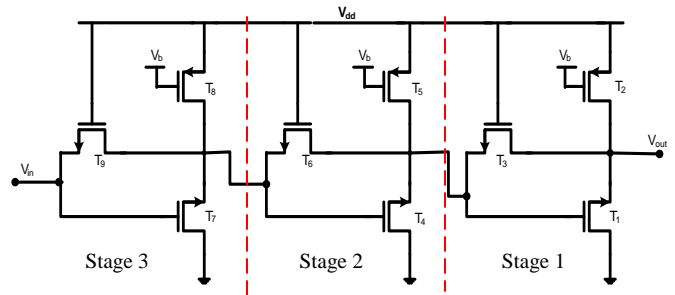 Vdd
Vb
Vb
Vb
T8
T5
T2
T9
T6
T3
Vin
Vout
T7
T4
T1
Stage 3
Stage 2
Stage 1